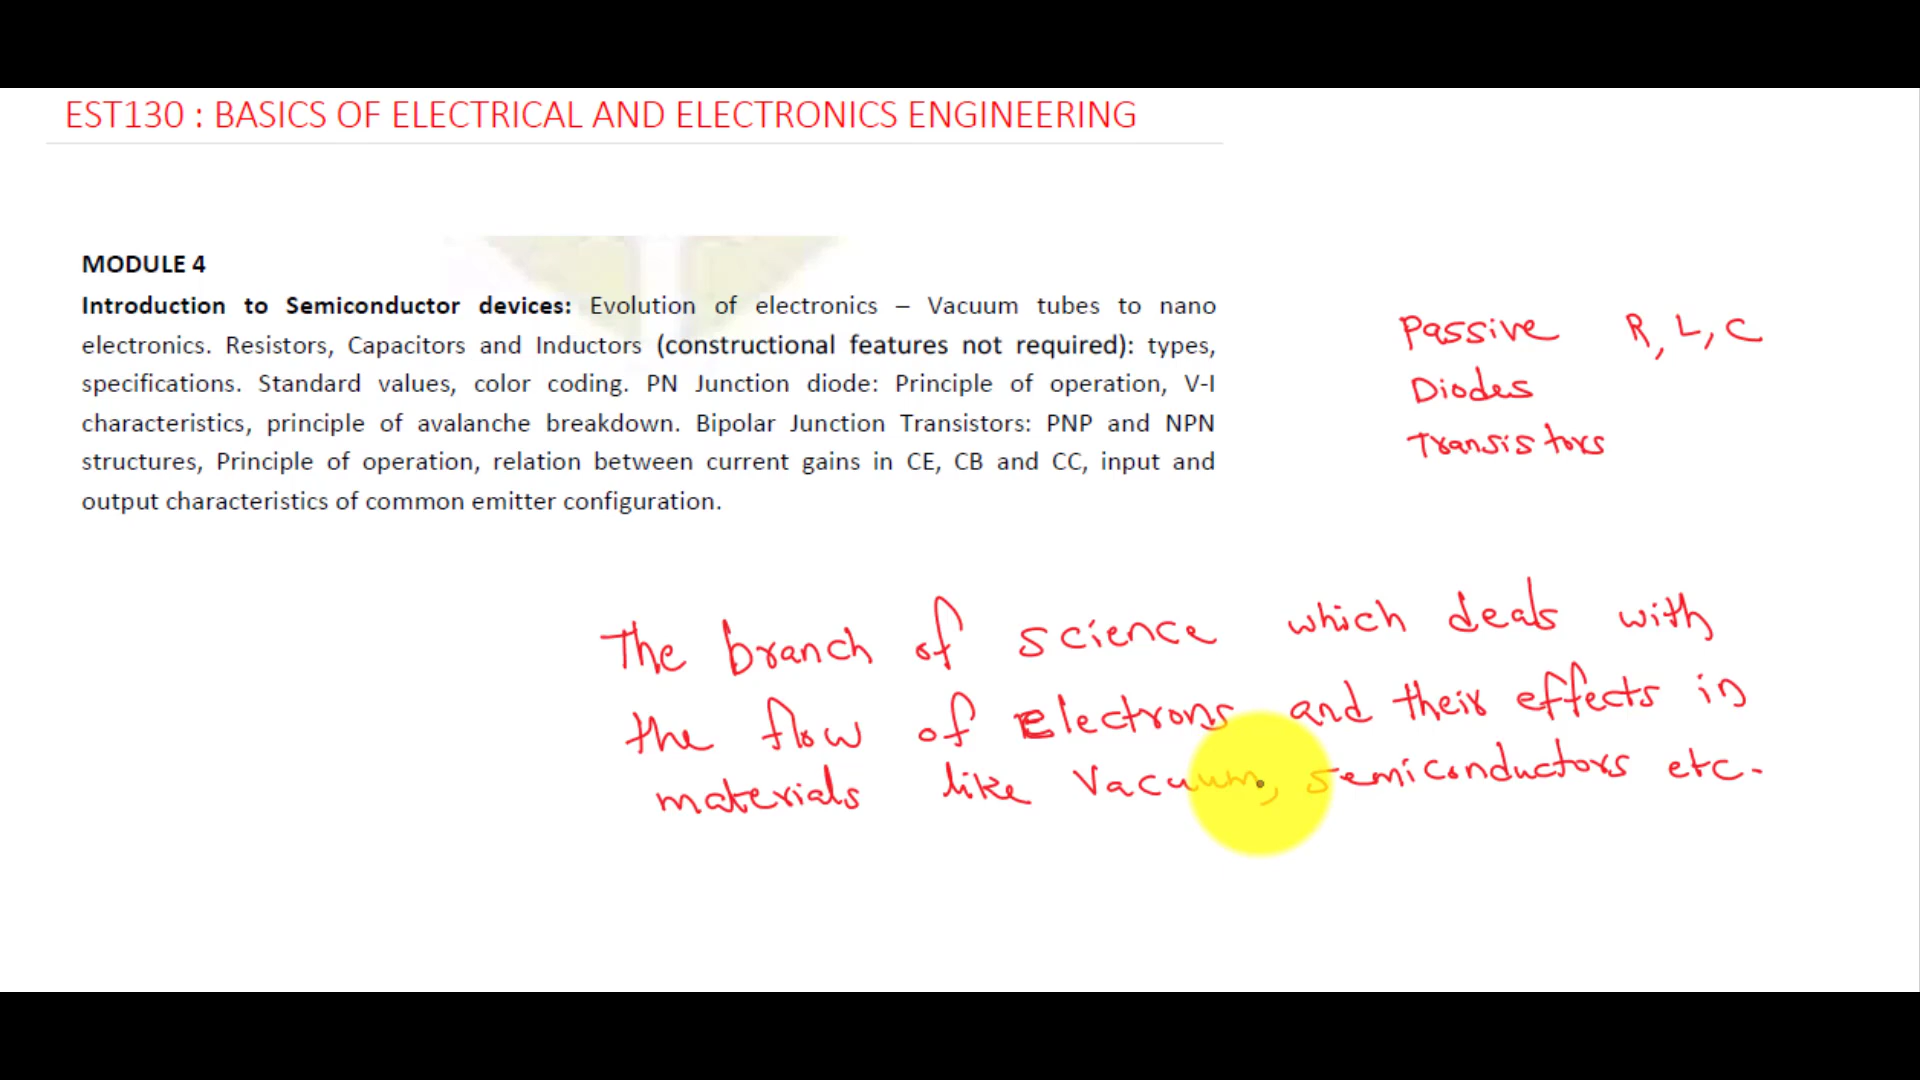 EST130 : BASICS OF ELECTRICAL AND ELECTRONICS ENGINEERING
MODULE 4
Introduction to Semiconductor devices: Evolution of electronics – Vacuum tubes to nano
electronics. Resistors, Capacitors and Inductors (constructional features not required): types,
specifications. Standard values, color coding. PN Junction diode: Principle of operation, V-I
characteristics, principle of avalanche breakdown. Bipolar Junction Transistors: PNP and NPN
structures, Principle of operation, relation between current gains in CE, CB and CC, input and
output characteristics of common emitter configuration.
Passive R, L, C
Diodes
Transistors
The branch of science which deals with
the flow of Electrons and their effects in
materials like Vacuum, semiconductors etc.